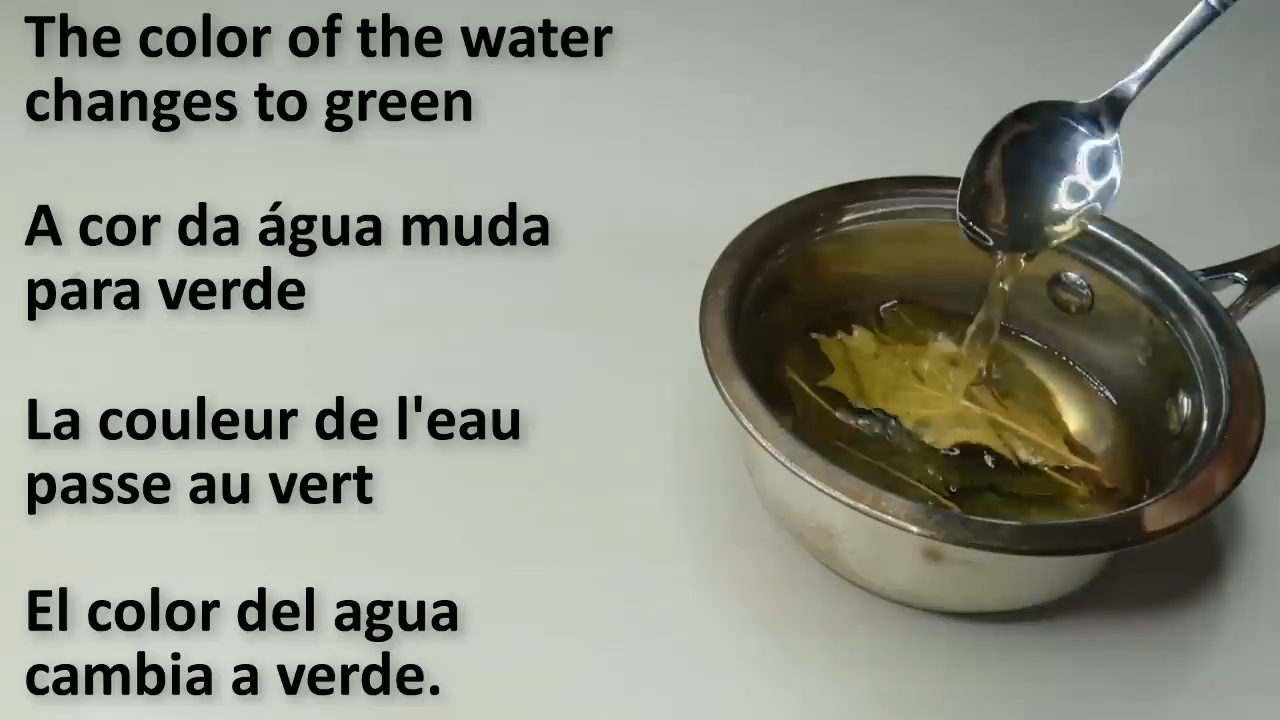 The color of the water
changes to green
A cor da água muda
para verde
La couleur de l'eau
passe au vert
El color del agua
cambia a verde.